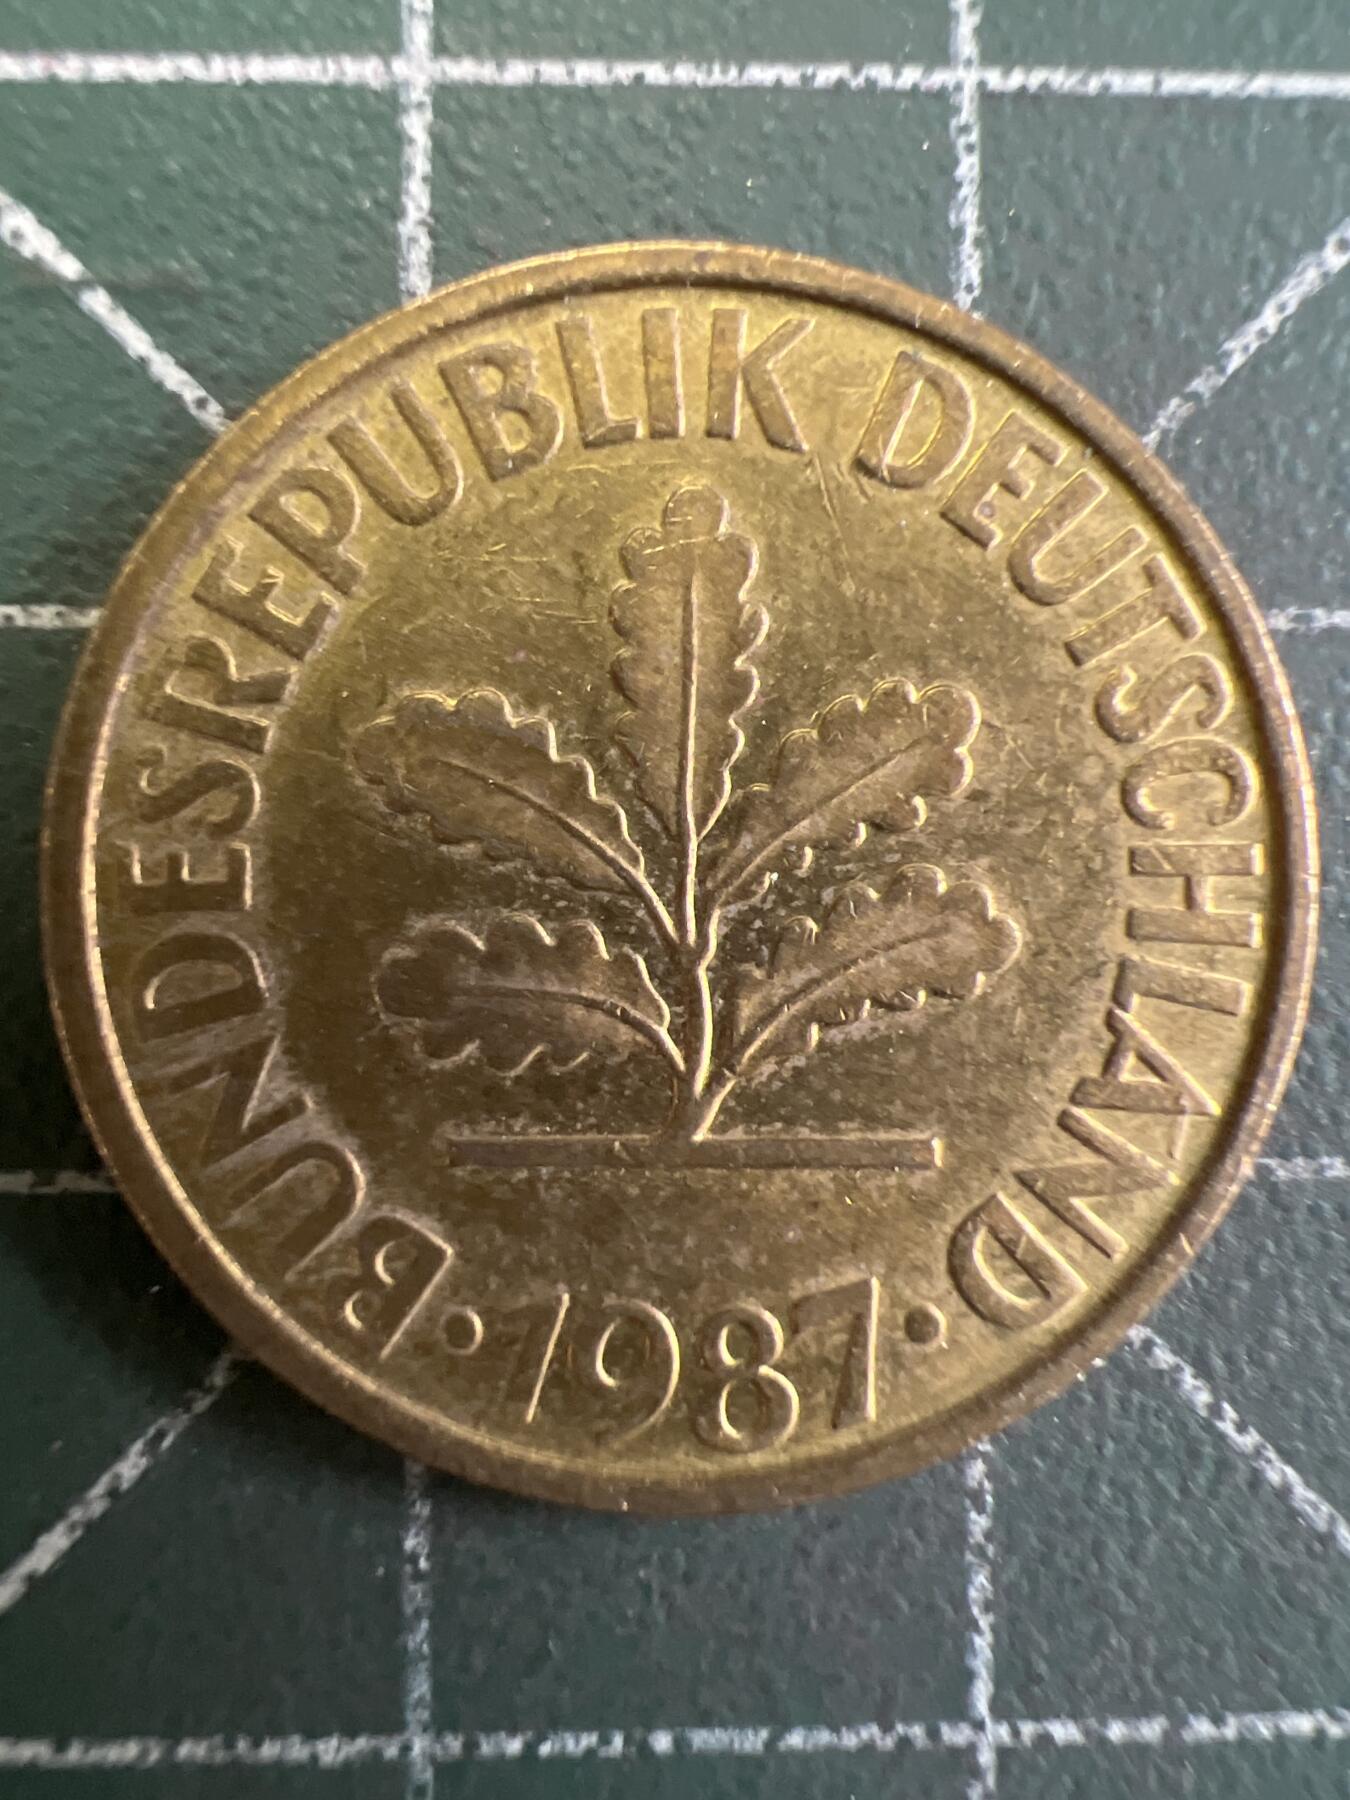 BUNDESREPUBLIK DEUTSCHLAND
· 1987 ·